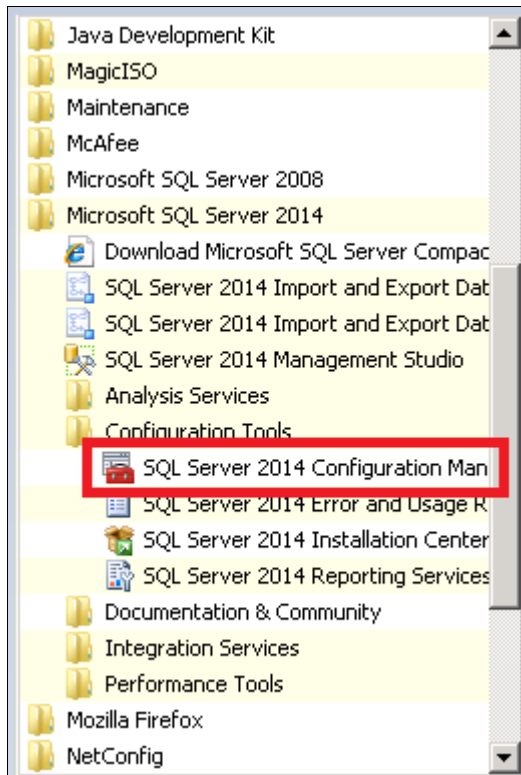 Java Development Kit
MagicISO
Maintenance
McAfee
Microsoft SQL Server 2008
Microsoft SQL Server 2014
Download Microsoft SQL Server Compac
SQL Server 2014 Import and Export Dat
SQL Server 2014 Import and Export Dat
SQL Server 2014 Management Studio
Analysis Services
Configuration Tools
SQL Server 2014 Configuration Man
SQL Server 2014 Error and Usage R
SQL Server 2014 Installation Center
SQL Server 2014 Reporting Services
Documentation & Community
Integration Services
Performance Tools
Mozilla Firefox
NetConfig